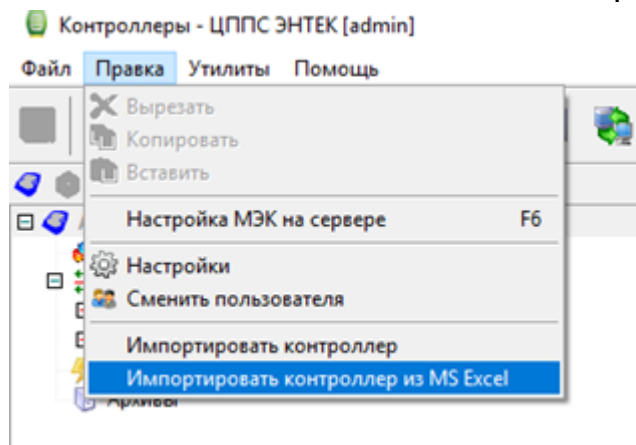 Контроллеры - ЦППС ЭНТЕК [admin]
Файл Правка Утилиты Помощь
Вырезать
Копировать
Вставить
Настройка МЭК на сервере F6
Настройки
Сменить пользователя
Импортировать контроллер
Импортировать контроллер из MS Excel
Архивы